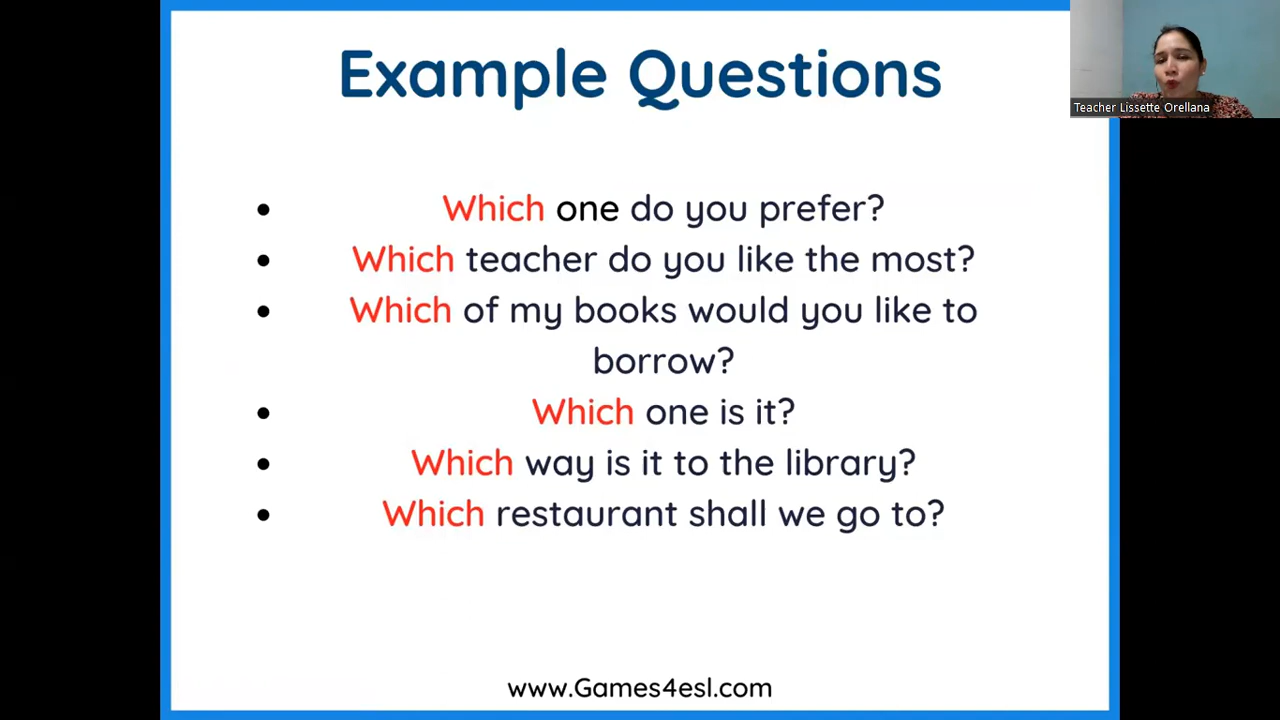 Example Questions
Teacher Lissette Orellana
• Which one do you prefer?
• Which teacher do you like the most?
• Which of my books would you like to
borrow?
• Which one is it?
• Which way is it to the library?
• Which restaurant shall we go to?
www.Games4esl.com